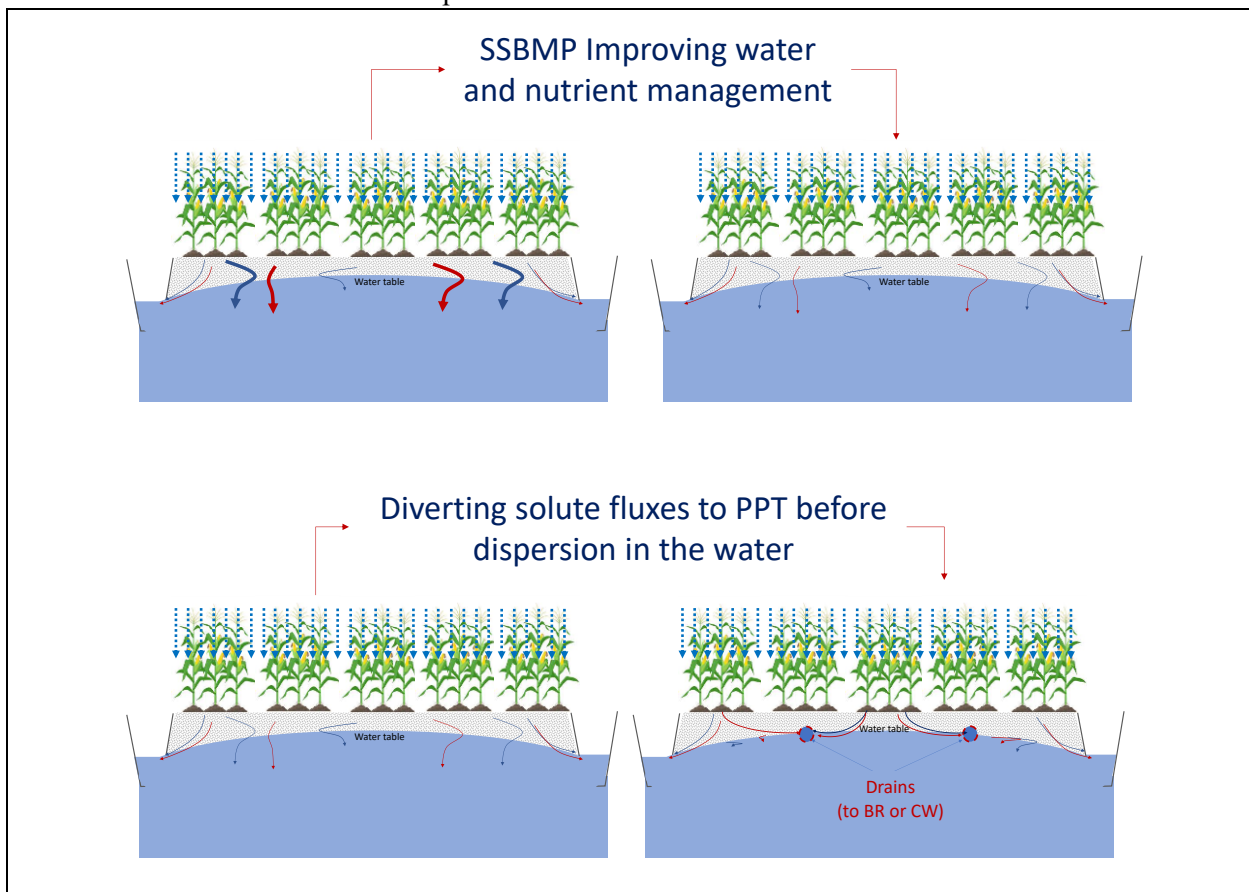 SSBMP Improving water
and nutrient management
Water table
Water table
Diverting solute fluxes to PPT before
dispersion in the water
Water table
Water table
Drains
(to BR or CW)